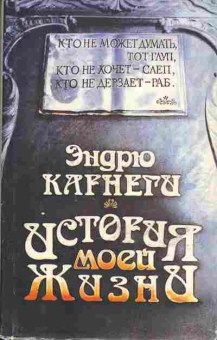 КТО НЕ МОЖЕТ ДУМАТЬ,
ТОТ ГЛУП,
КТО НЕ ХОЧЕТ – СЛЕП,
КТО НЕ ДЕРЗАЕТ – РАБ.
ЭНДРЮ
КАРНЕГИ
ИСТОРИЯ
МОЕЙ
ЖИЗНИ